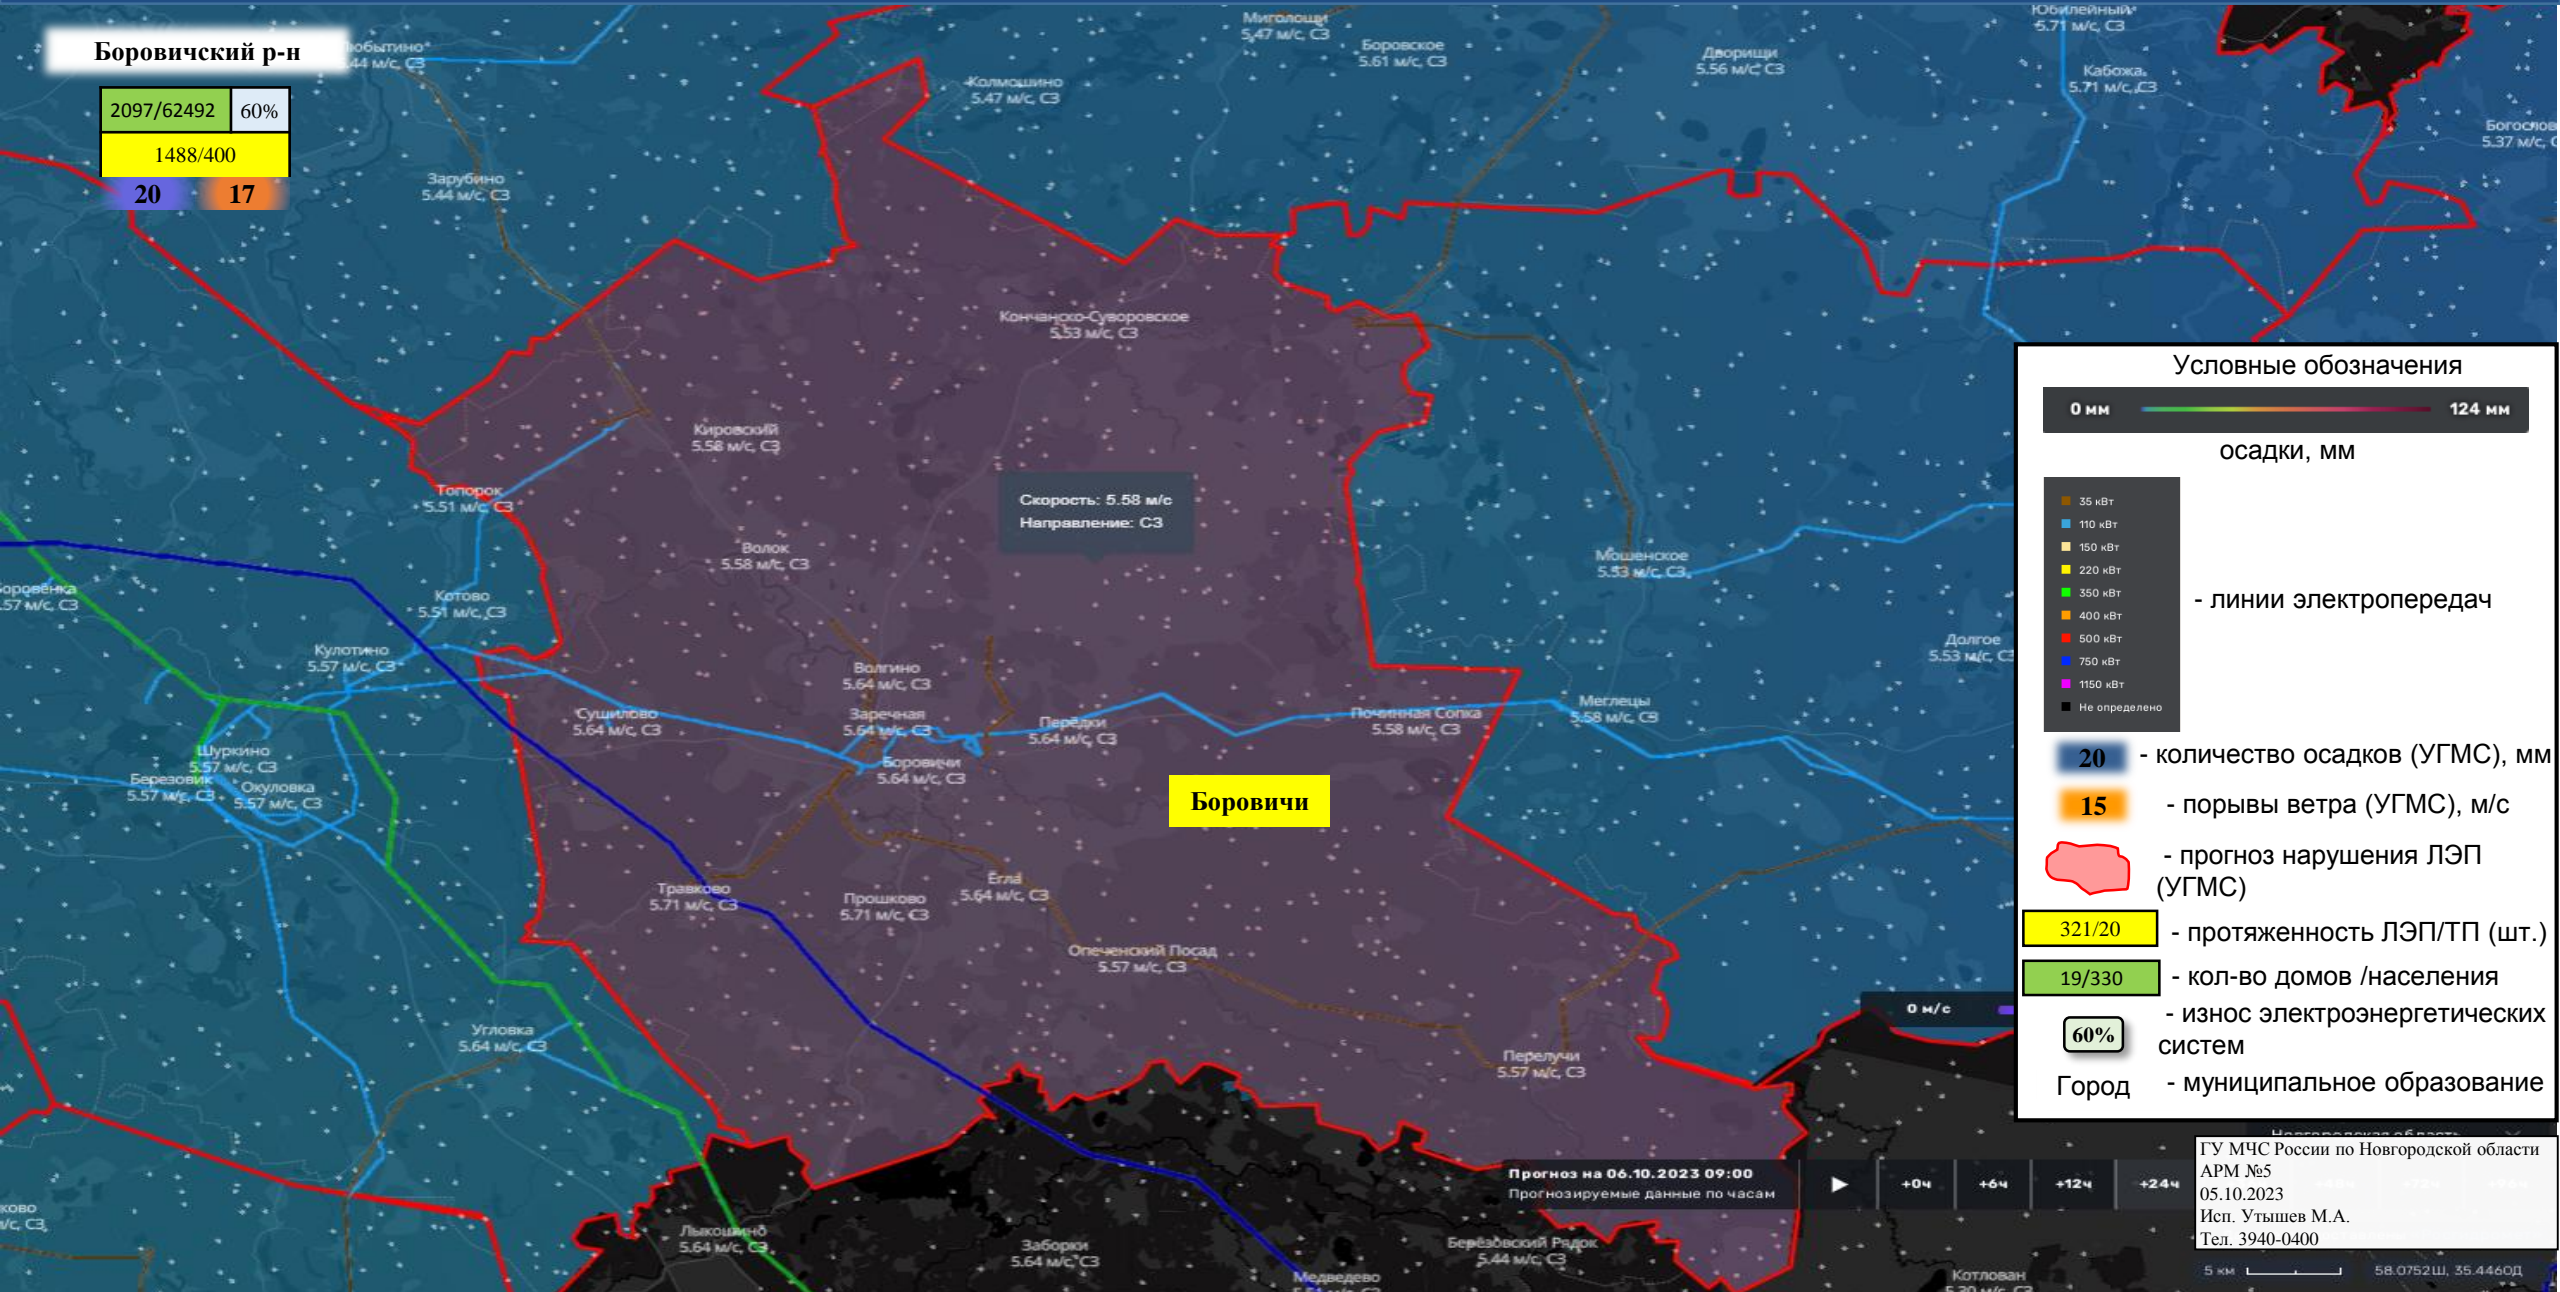 Боровичский р-н
2097/62492 60%
1488/400
20 17
Миголощи
5,47 м/с, СЗ
Боровское
5.61 м/с, СЗ
Дворищи
5.56 м/с, СЗ
Юбилейный
5.71 м/с, СЗ
Кабожа
5.71 м/с, СЗ
5.37 м/с,
Колмошино
5.47 м/с, СЗ
Зарубино
5.44 м/с, СЗ
Кончанско-Суворовское
5.53 м/с, СЗ
Кировский
5.58 м/с, СЗ
Топорок
5.51 м/с, СЗ
Скорость: 5.58 м/с
Направление: СЗ
Волок
5.58 м/с, СЗ
Мошенское
5.53 м/с, СЗ
Котово
5.51 м/с, СЗ
Кулотино
5.57 м/с, СЗ
Долгое
5.53 м/с, СЗ
Волгино
5.64 м/с, СЗ
Сушилово
5.64 м/с, СЗ
Заречная
5.64 м/с, СЗ
Перёдки
5.64 м/с, СЗ
Починная Сопка
5.58 м/с, СЗ
Меглецы
5.58 м/с, СЗ
Шуркино
5.57 м/с, СЗ
Березовик
5.57 м/с, СЗ
Окуловка
5.57 м/с, СЗ
Боровичи
5.64 м/с, СЗ
Боровичи
Травково
5.71 м/с, СЗ
Прошково
5.71 м/с, СЗ
Ёгла
5.64 м/с, СЗ
Опеченский Посад
5.57 м/с, СЗ
Угловка
5.64 м/с, СЗ
Перелучи
5.57 м/с, СЗ
Лыкошино
5.64 м/с, СЗ
Заборки
5.64 м/с, СЗ
Берёзовский Рядок
5.44 м/с, СЗ
Медведево
Котлован
0 м/с
Прогноз на 06.10.2023 09:00
Прогнозируемые данные по часам
+0ч +6ч +12ч +24ч
Условные обозначения
0 мм 124 мм
осадки, мм
35 кВт
110 кВт
150 кВт
220 кВт
350 кВт
400 кВт
500 кВт
750 кВт
1150 кВт
Не определено
- линии электропередач
20 - количество осадков (УГМС), мм
15 - порывы ветра (УГМС), м/с
- прогноз нарушения ЛЭП
(УГМС)
321/20 - протяженность ЛЭП/ТП (шт.)
19/330 - кол-во домов /населения
60% - износ электроэнергетических
систем
Город - муниципальное образование
ГУ МЧС России по Новгородской области
АРМ №5
05.10.2023
Исп. Утышев М.А.
Тел. 3940-0400
5 км 58.0752Ш, 35.4460Д